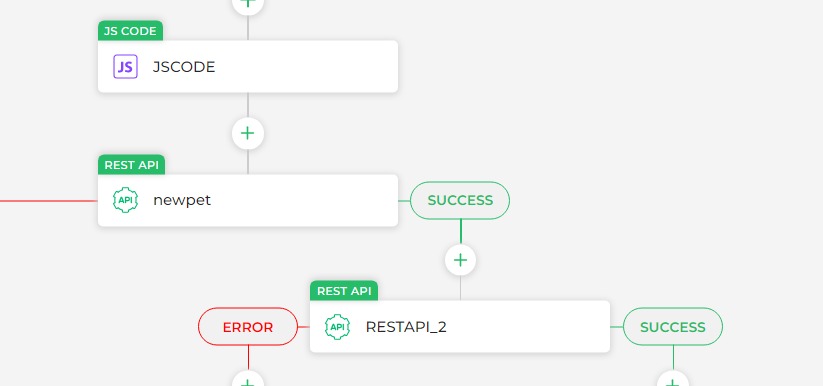 JS CODE
JS JSCODE
REST API
API newpet
SUCCESS
REST API
ERROR
API RESTAPI_2
SUCCESS